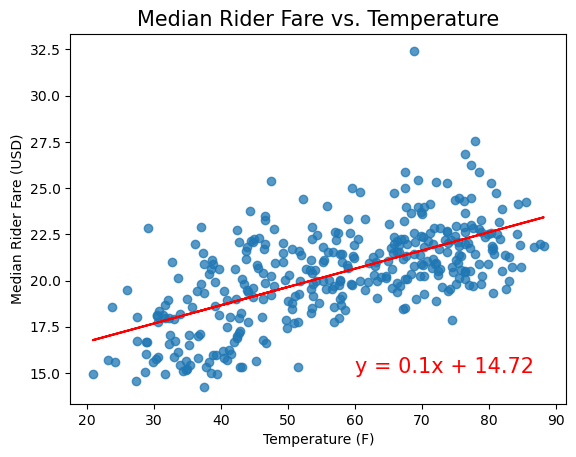 Median Rider Fare vs. Temperature
32.5
30.0
27.5
25.0
22.5
20.0
17.5
15.0
Median Rider Fare (USD)
y = 0.1x + 14.72
20 30 40 50 60 70 80 90
Temperature (F)